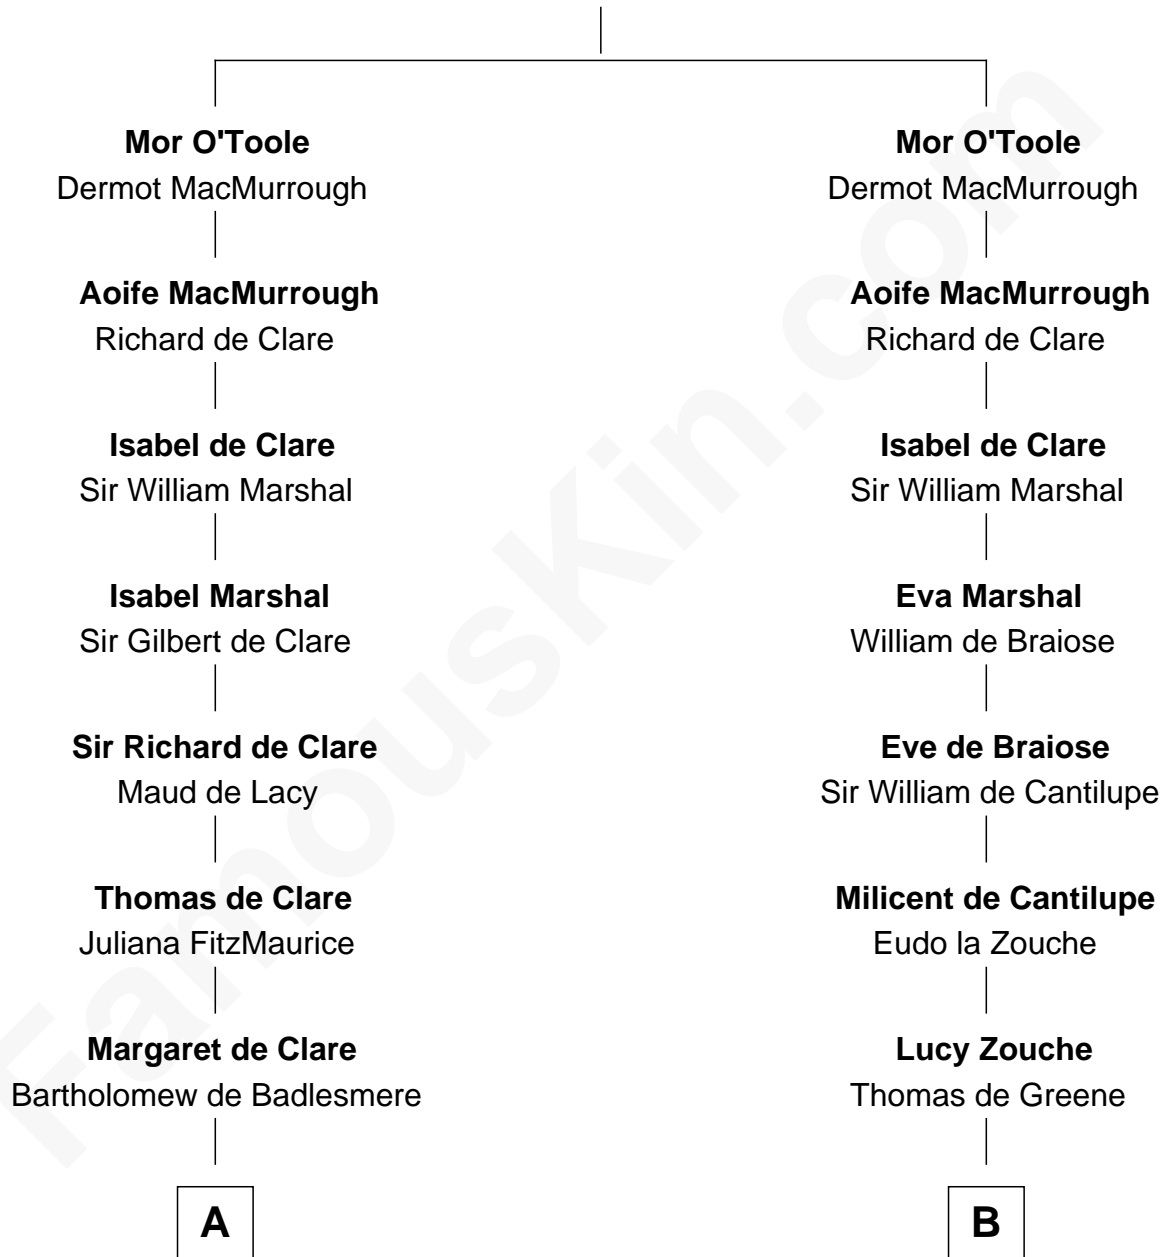 Mor O'Toole
Dermot MacMurrough
Aoife MacMurrough
Richard de Clare
Isabel de Clare
Sir William Marshal
Isabel Marshal
Sir Gilbert de Clare
Sir Richard de Clare
Maud de Lacy
Thomas de Clare
Juliana FitzMaurice
Margaret de Clare
Bartholomew de Badlesmere
A
Mor O'Toole
Dermot MacMurrough
Aoife MacMurrough
Richard de Clare
Isabel de Clare
Sir William Marshal
Eva Marshal
William de Braiose
Eve de Braiose
Sir William de Cantilupe
Milicent de Cantilupe
Eudo la Zouche
Lucy Zouche
Thomas de Greene
B
FamousKin.com